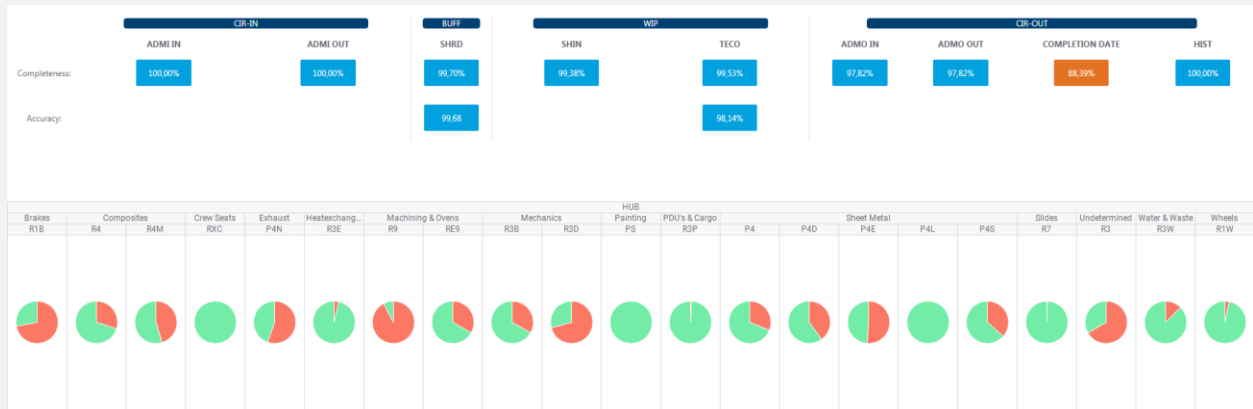 CIR-IN BUFF WIP CIR-OUT
ADMI IN ADMI OUT SHRD SHIN TECO ADMO IN ADMO OUT COMPLETION DATE HIST
Completeness: 100,00% 100,00% 99,70% 99,38% 99,53% 97,82% 97,82% 88,39% 100,00%
Accuracy: 99,68 98,14%
HUB
Brakes Composites Crew Seats Exhaust Heatexchang... Machining & Ovens Mechanics Painting PDU's & Cargo Sheet Metal Slides Undetermined Water & Waste Wheels
R1B R4 R4M RXC P4N R3E R9 RE9 R3B R3D PS R3P P4 P4D P4E P4L P4S R7 R3 R3W R1W